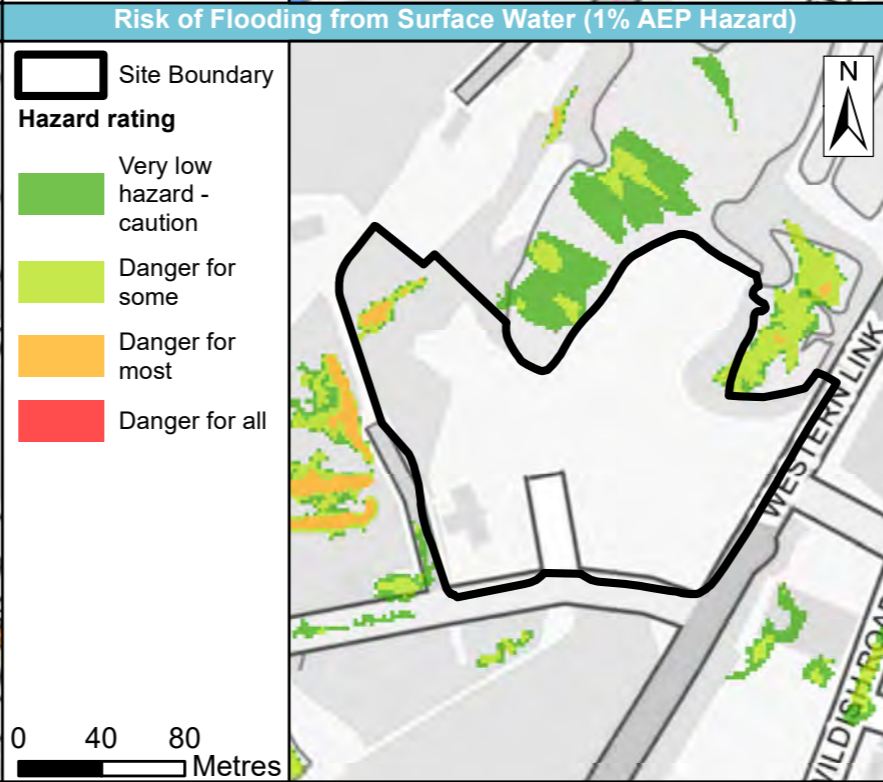 Risk of Flooding from Surface Water (1% AEP Hazard)
Site Boundary
Hazard rating
Very low
hazard -
caution
Danger for
some
Danger for
most
Danger for all
0 40 80
Metres
N
WESTERN LINK